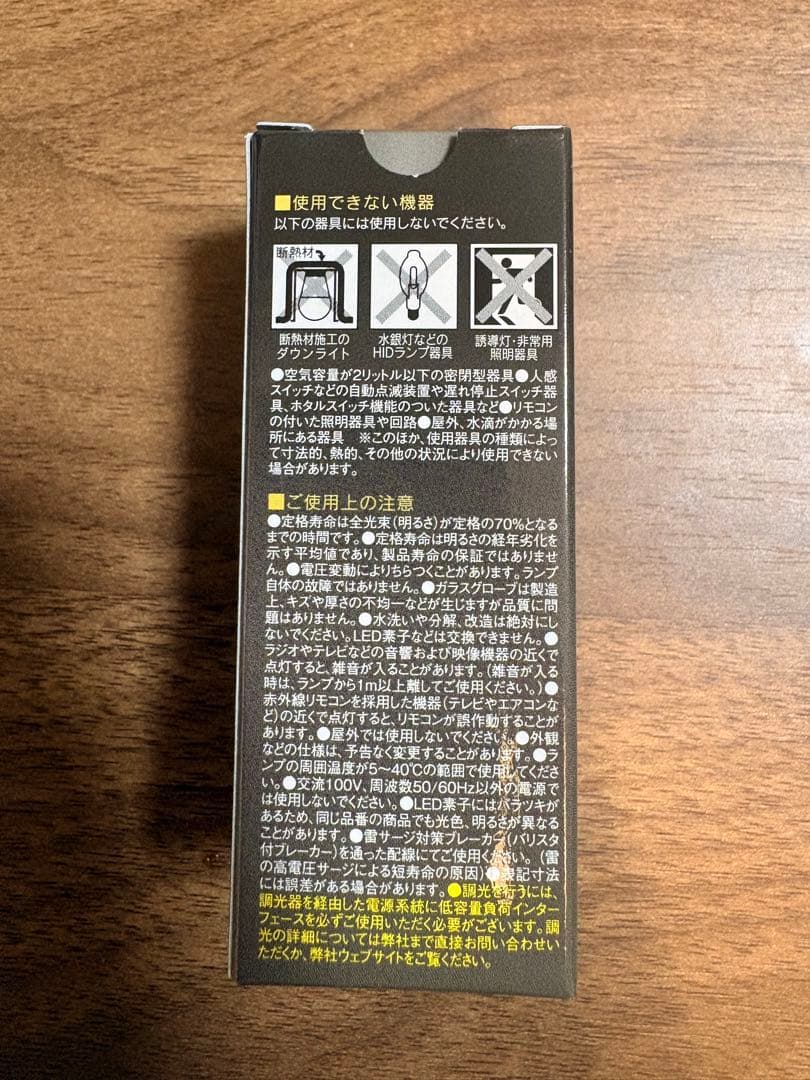 ■使用できない機器
以下の器具には使用しないでください。
断熱材
断熱材施工の
ダウンライト
水銀灯などの
HIDランプ器具
誘導灯・非常用
照明器具
●空気容量が2リットル以下の密閉型器具●人感
スイッチなどの自動点滅装置や遅れ停止スイッチ器
具、ホタルスイッチ機能のついた器具など●リモコン
の付いた照明器具や回路●屋外、水滴がかかる場
所にある器具　※このほか、使用器具の種類によっ
て寸法的、熱的、その他の状況により使用できない
場合があります。
■ご使用上の注意
●定格寿命は全光束(明るさ)が定格の70%となる
までの時間です。●定格寿命は明るさの経年劣化を
示す平均値であり、製品寿命の保証ではありませ
ん。●電圧変動によりちらつくことがあります。ランプ
自体の故障ではありません。●ガラスグローブは製造
上、キズや厚さの不均一などが生じますが品質に問
題はありません。●水洗いや分解、改造は絶対にし
ないでください。LED素子などは交換できません。●
ラジオやテレビなどの音響および映像機器の近くで
点灯すると、雑音が入ることがあります。(雑音が入る
時は、ランプから1m以上離してご使用ください。)●
赤外線リモコンを採用した機器(テレビやエアコンな
ど)の近くで点灯すると、リモコンが誤作動することが
あります。●屋外では使用しないでください。●外観
などの仕様は、予告なく変更することがあります。●ラ
ンプの周囲温度が5～40℃の範囲で使用してくださ
い。●交流100V、周波数50/60Hz以外の電源で
は使用しないでください。●LED素子にはバラツキが
あるため、同じ品番の商品でも光色、明るさが異なる
ことがあります。●雷サージ対策ブレーカー(バリスタ
付ブレーカー)を通った配線にてご使用ください。(雷
の高電圧サージによる短寿命の原因)●表記寸法
には誤差がある場合があります。●調光を行うには、
調光器を経由した電源系統に低容量負荷インター
フェースを必ずご使用いただく必要がございます。調
光の詳細については弊社まで直接お問い合わせい
ただくか、弊社ウェブサイトをご覧ください。